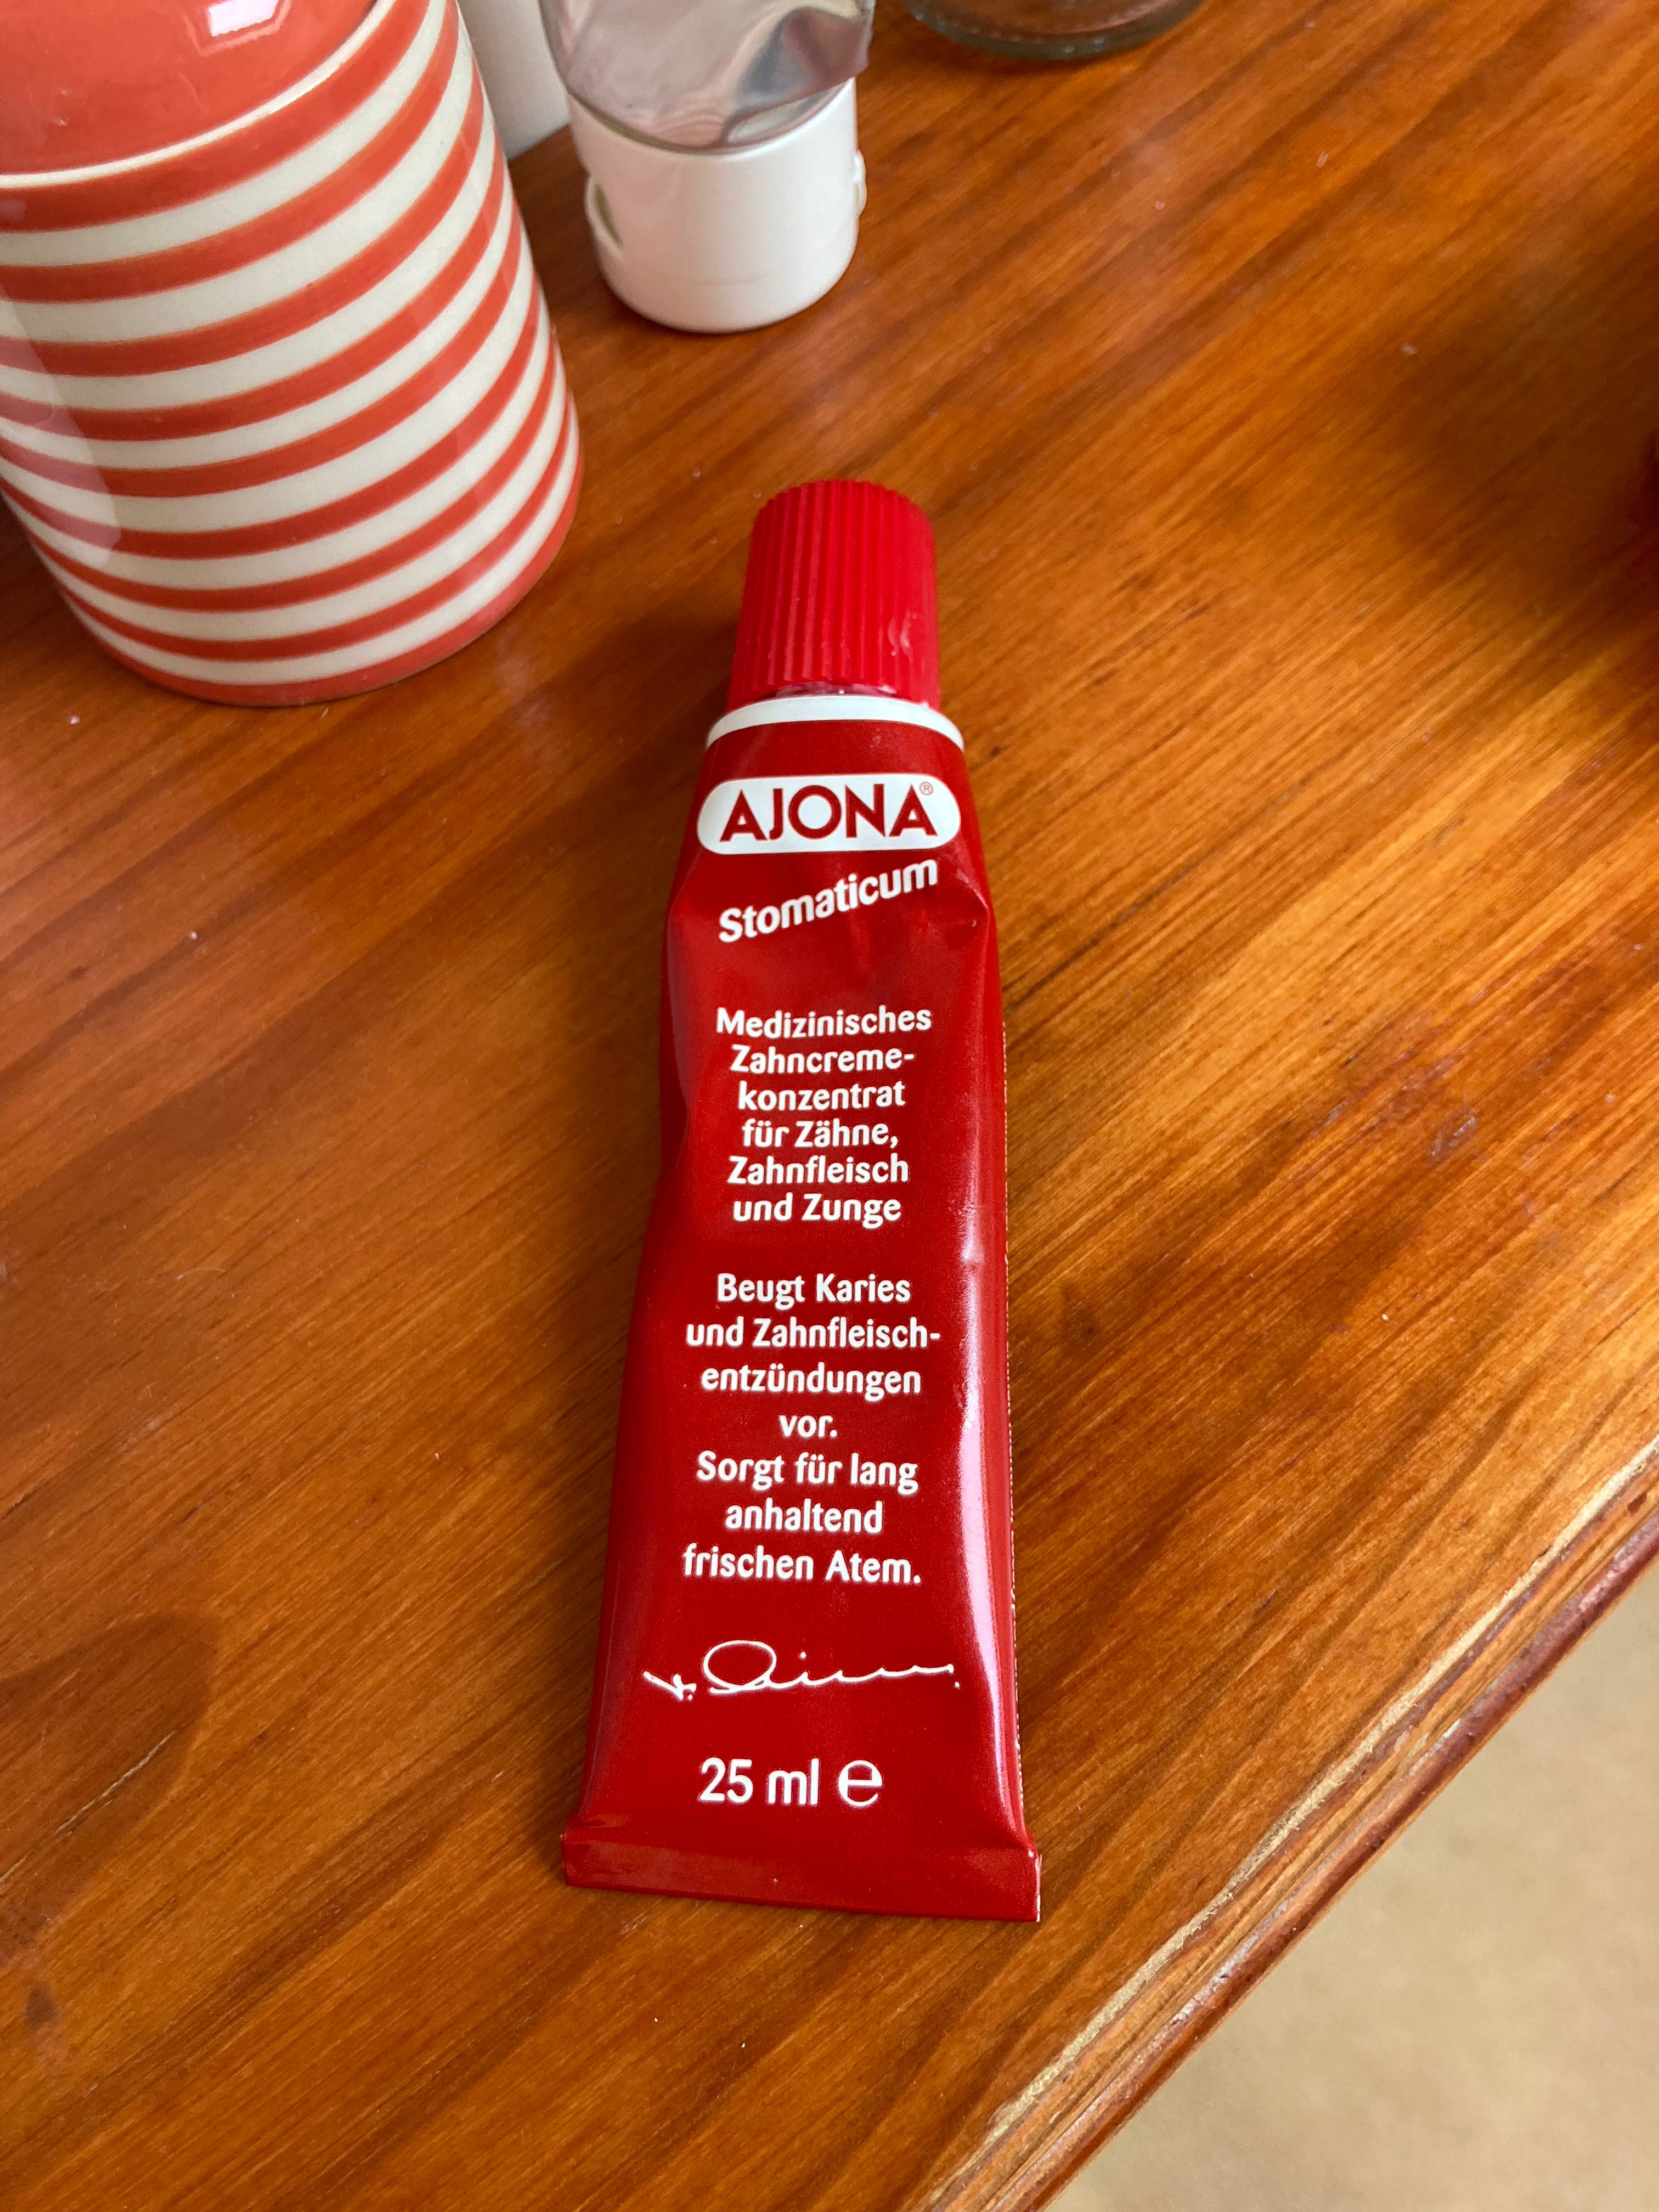 AJONA®
Stomaticum
Medizinisches
Zahncreme-
konzentrat
für Zähne,
Zahnfleisch
und Zunge
Beugt Karies
und Zahnfleisch-
entzündungen
vor.
Sorgt für lang
anhaltend
frischen Atem.
25 ml ℮